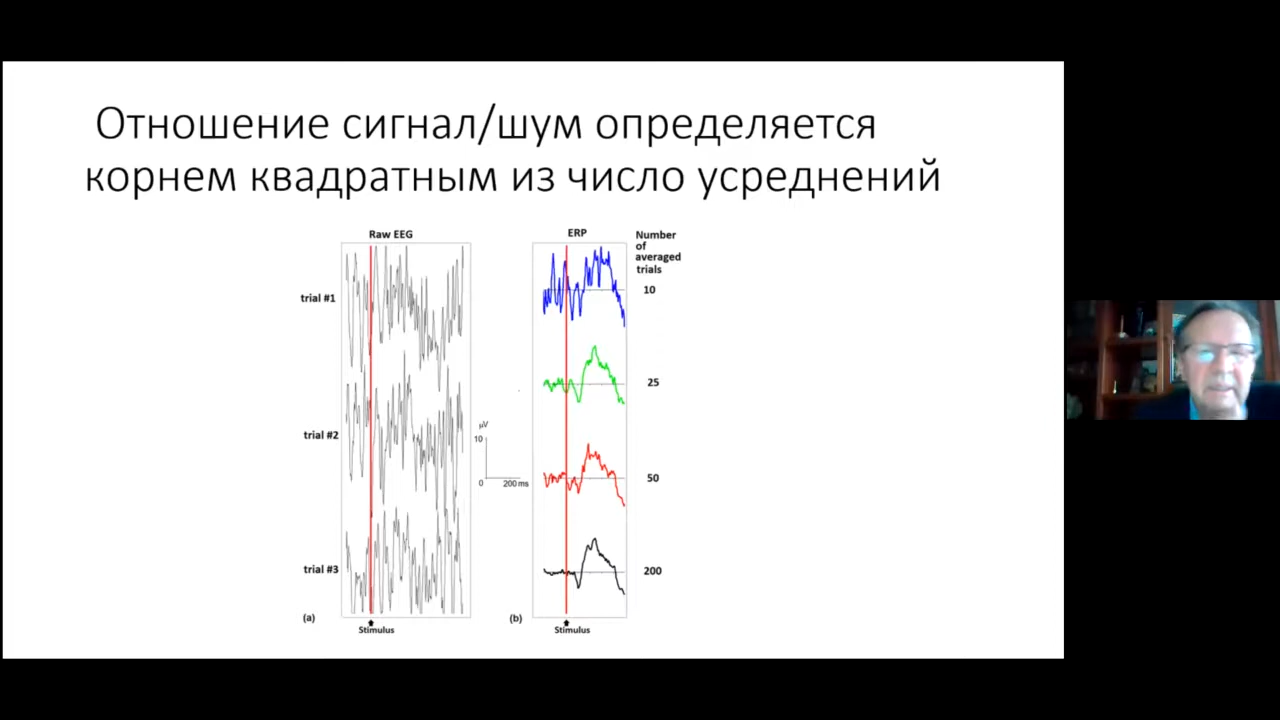 Отношение сигнал/шум определяется
корнем квадратным из число усреднений
Raw EEG
trial #1
trial #2
trial #3
(a)
Stimulus
μV
10
0
200 ms
ERP
Number
of
averaged
trials
10
25
50
200
(b)
Stimulus